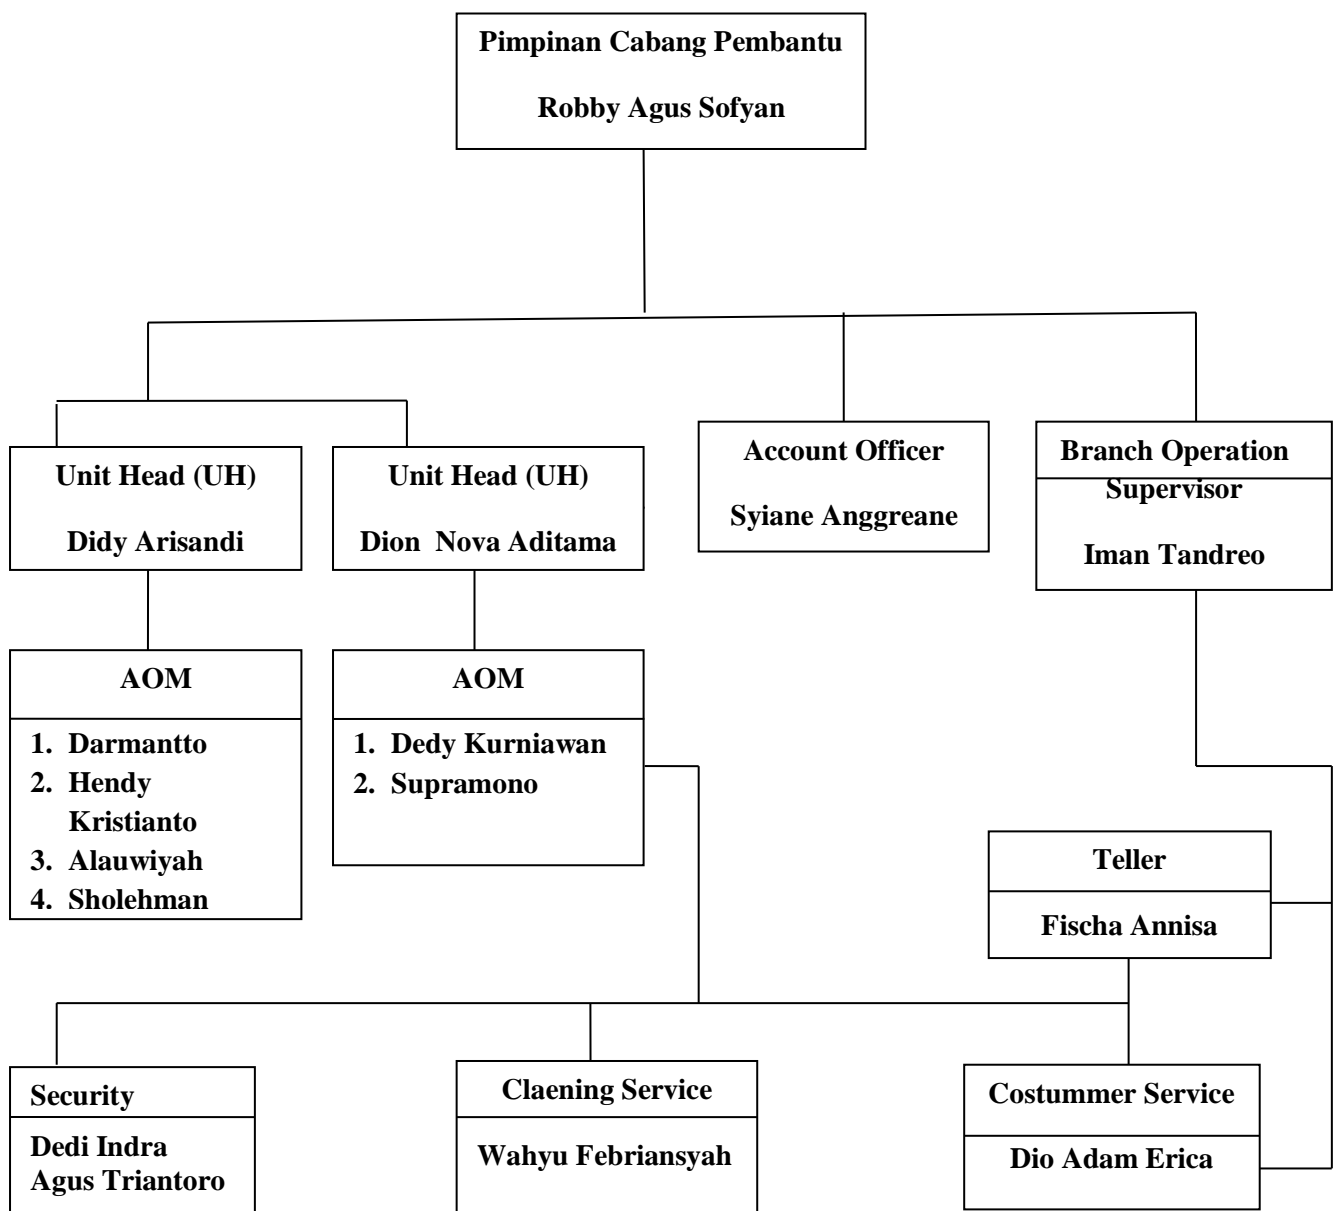 Pimpinan Cabang Pembantu
Robby Agus Sofyan
Unit Head (UH)
Didy Arisandi
Unit Head (UH)
Dion Nova Aditama
Account Officer
Syiane Anggreane
Branch Operation
Supervisor
Iman Tandreo
AOM
1. Darmantto
2. Hendy
Kristianto
3. Alauwiyah
4. Sholehman
AOM
1. Dedy Kurniawan
2. Supramono
Teller
Fischa Annisa
Security
Dedi Indra
Agus Triantoro
Claening Service
Wahyu Febriansyah
Costummer Service
Dio Adam Erica